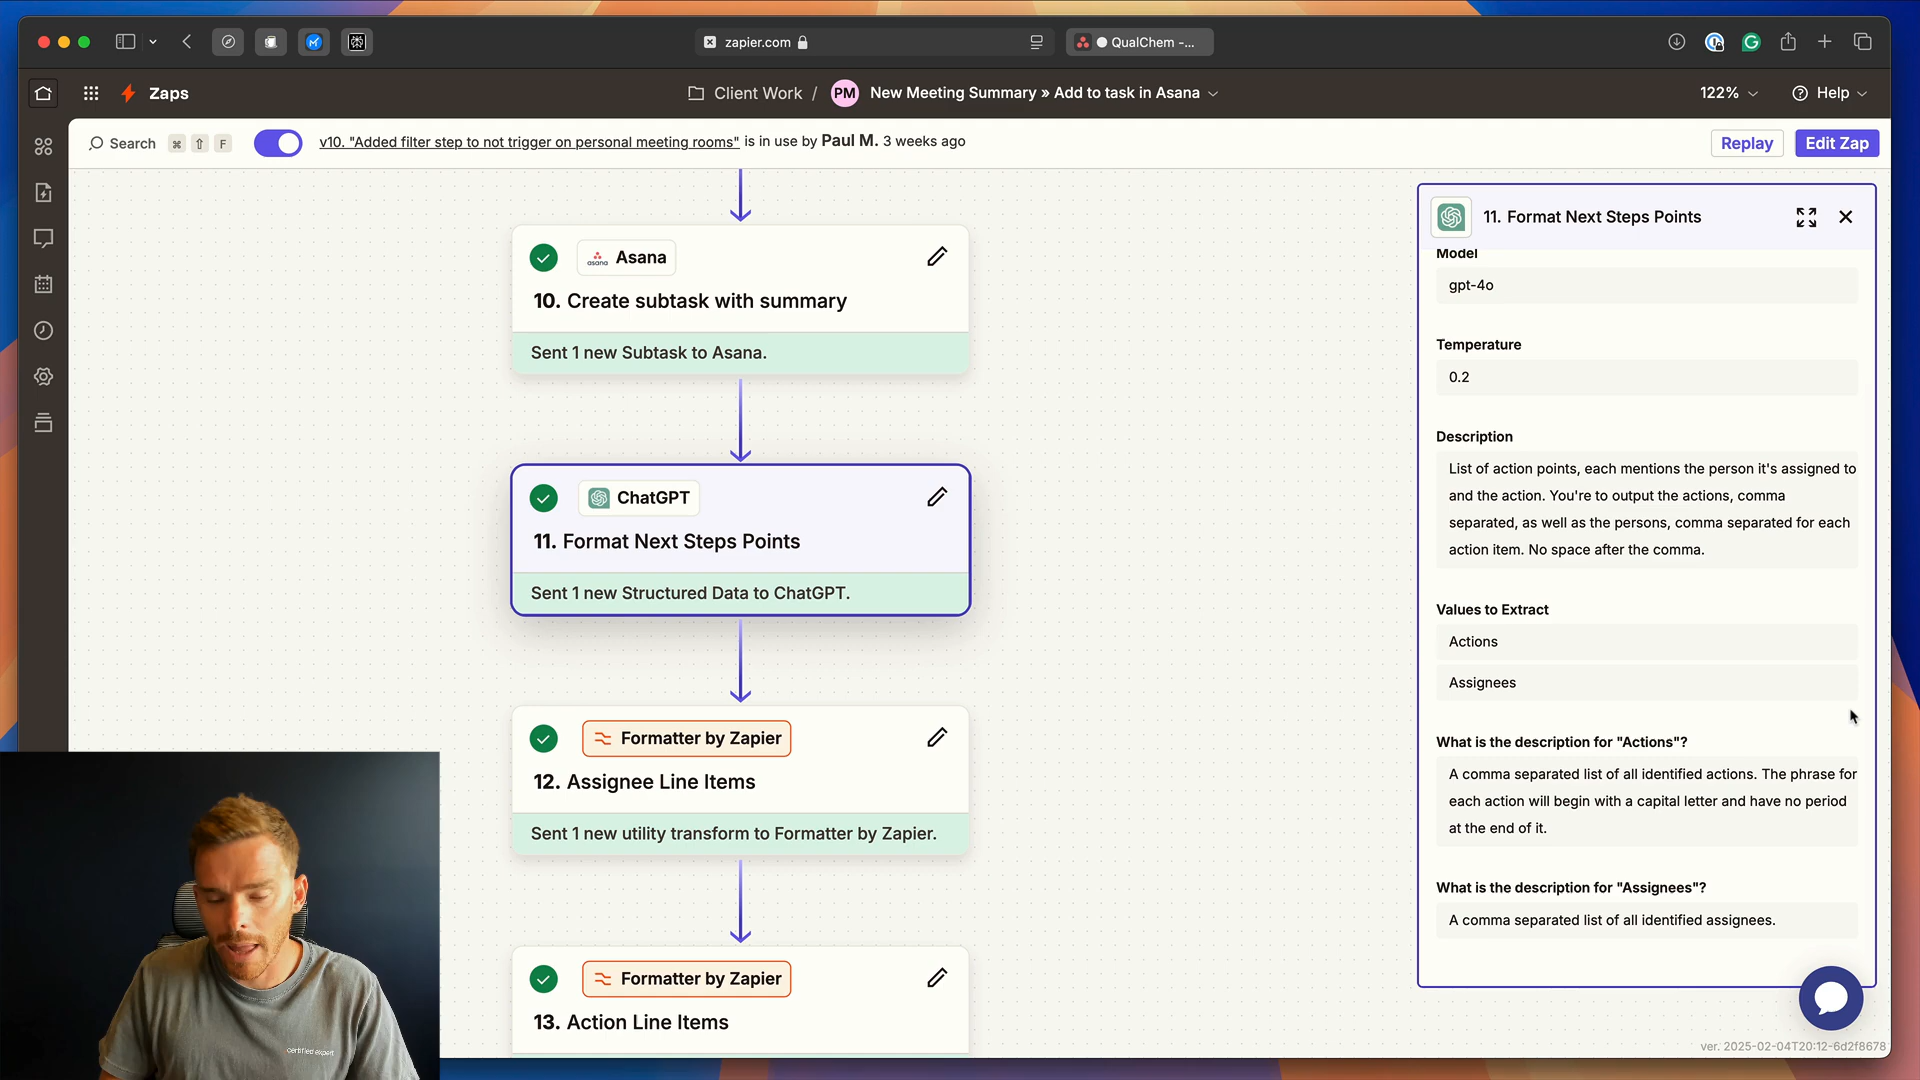 zapier.com
QualChem -...
Zaps
Client Work / PM New Meeting Summary » Add to task in Asana
122%
Help
Search ⌘ ⇧ F
v10. "Added filter step to not trigger on personal meeting rooms" is in use by Paul M. 3 weeks ago
Replay
Edit Zap
asana Asana
10. Create subtask with summary
Sent 1 new Subtask to Asana.
ChatGPT
11. Format Next Steps Points
Sent 1 new Structured Data to ChatGPT.
Formatter by Zapier
12. Assignee Line Items
Sent 1 new utility transform to Formatter by Zapier.
Formatter by Zapier
13. Action Line Items
11. Format Next Steps Points
Model
gpt-4o
Temperature
0.2
Description
List of action points, each mentions the person it's assigned to
and the action. You're to output the actions, comma
separated, as well as the persons, comma separated for each
action item. No space after the comma.
Values to Extract
Actions
Assignees
What is the description for "Actions"?
A comma separated list of all identified actions. The phrase for
each action will begin with a capital letter and have no period
at the end of it.
What is the description for "Assignees"?
A comma separated list of all identified assignees.
ver. 2025-02-04T20:12-6d2f8678
certified expert